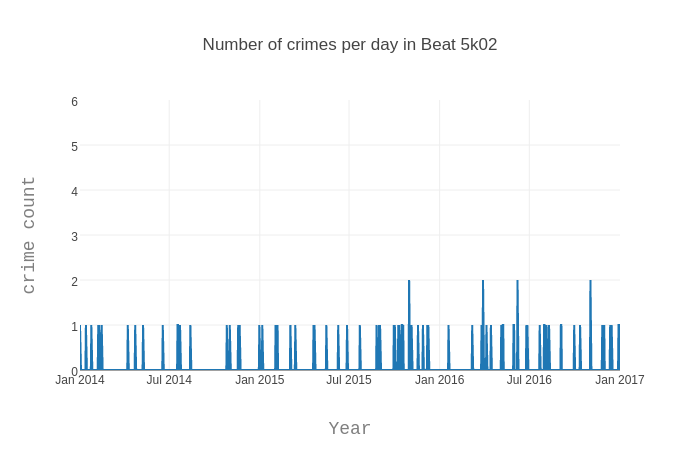 Number of crimes per day in Beat 5k02
6
5
4
3
2
1
0
crime count
Jan 2014 Jul 2014 Jan 2015 Jul 2015 Jan 2016 Jul 2016 Jan 2017
Year